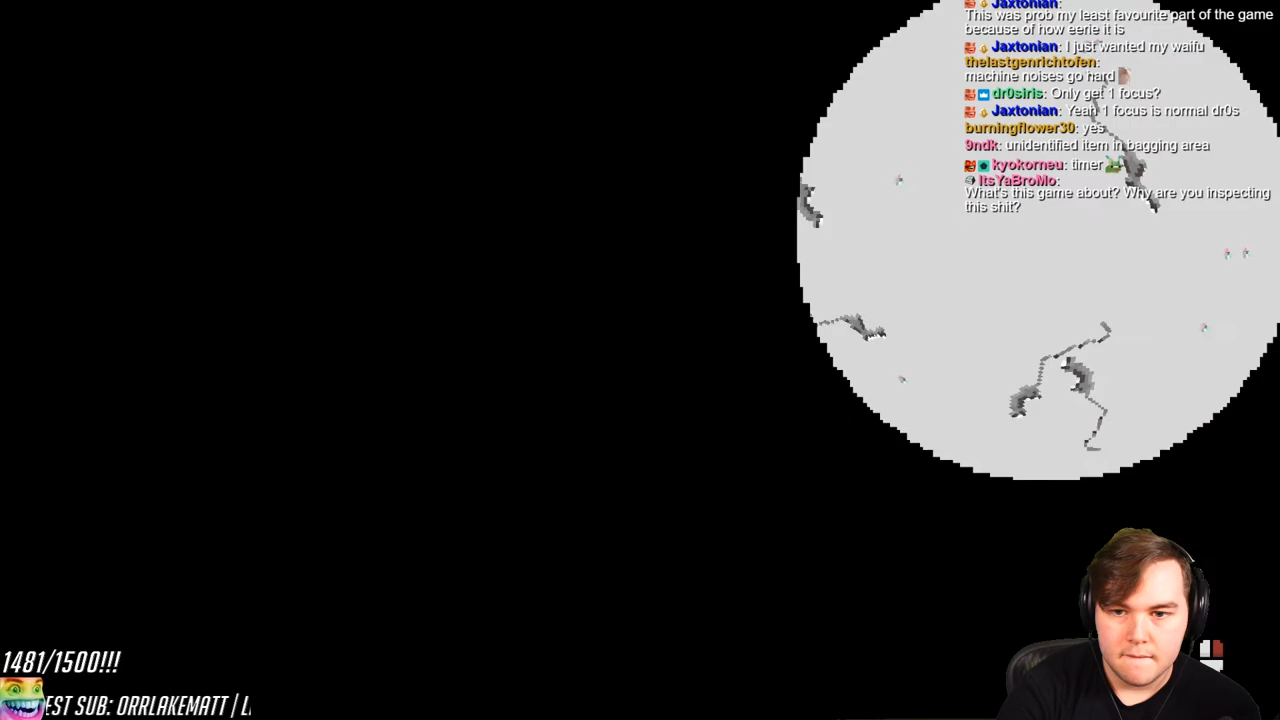 Jaxtonian:
This was prob my least favourite part of the game
because of how eerie it is
Jaxtonian: I just wanted my waifu
thelastgenrichtofen:
machine noises go hard
dr0siris: Only get 1 focus?
Jaxtonian: Yeah 1 focus is normal dr0s
burningflower30: yes
9ndk: unidentified item in bagging area
kyokorneu: timer
ItsYaBroMo:
What's this game about? Why are you inspecting
this shit?
1481/1500!!!
EST SUB: ORRLAKEMATT |